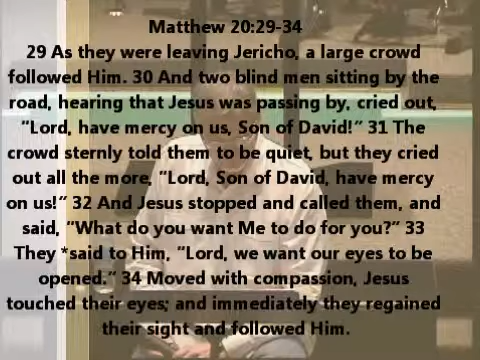 Matthew 20:29-34
29 As they were leaving Jericho, a large crowd
followed Him. 30 And two blind men sitting by the
road, hearing that Jesus was passing by, cried out,
"Lord, have mercy on us, Son of David!" 31 The
crowd sternly told them to be quiet, but they cried
out all the more, "Lord, Son of David, have mercy
on us!" 32 And Jesus stopped and called them, and
said, "What do you want Me to do for you?" 33
They *said to Him, "Lord, we want our eyes to be
opened." 34 Moved with compassion, Jesus
touched their eyes; and immediately they regained
their sight and followed Him.